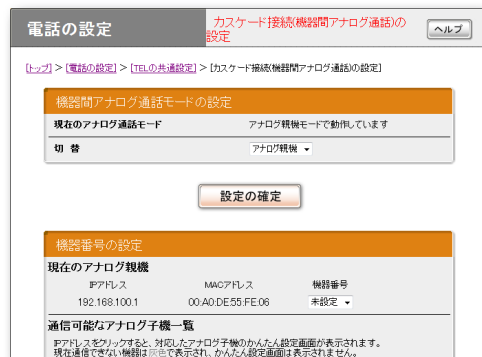 電話の設定
カスケード接続(機器間アナログ通話)の
設定
ヘルプ
[トップ] > [電話の設定] > [TELの共通設定] > [カスケード接続(機器間アナログ通話)の設定]
機器間アナログ通話モードの設定
現在のアナログ通話モード アナログ親機モードで動作しています
切 替 アナログ親機
設定の確定
機器番号の設定
現在のアナログ親機
IPアドレス MACアドレス 機器番号
192.168.100.1 00:A0:DE:55:FE:06 未設定
通信可能なアナログ子機一覧
IPアドレスをクリックすると、対応したアナログ子機のかんたん設定画面が表示されます。
現在通信できない機器は灰色で表示され、かんたん設定画面は表示されません。